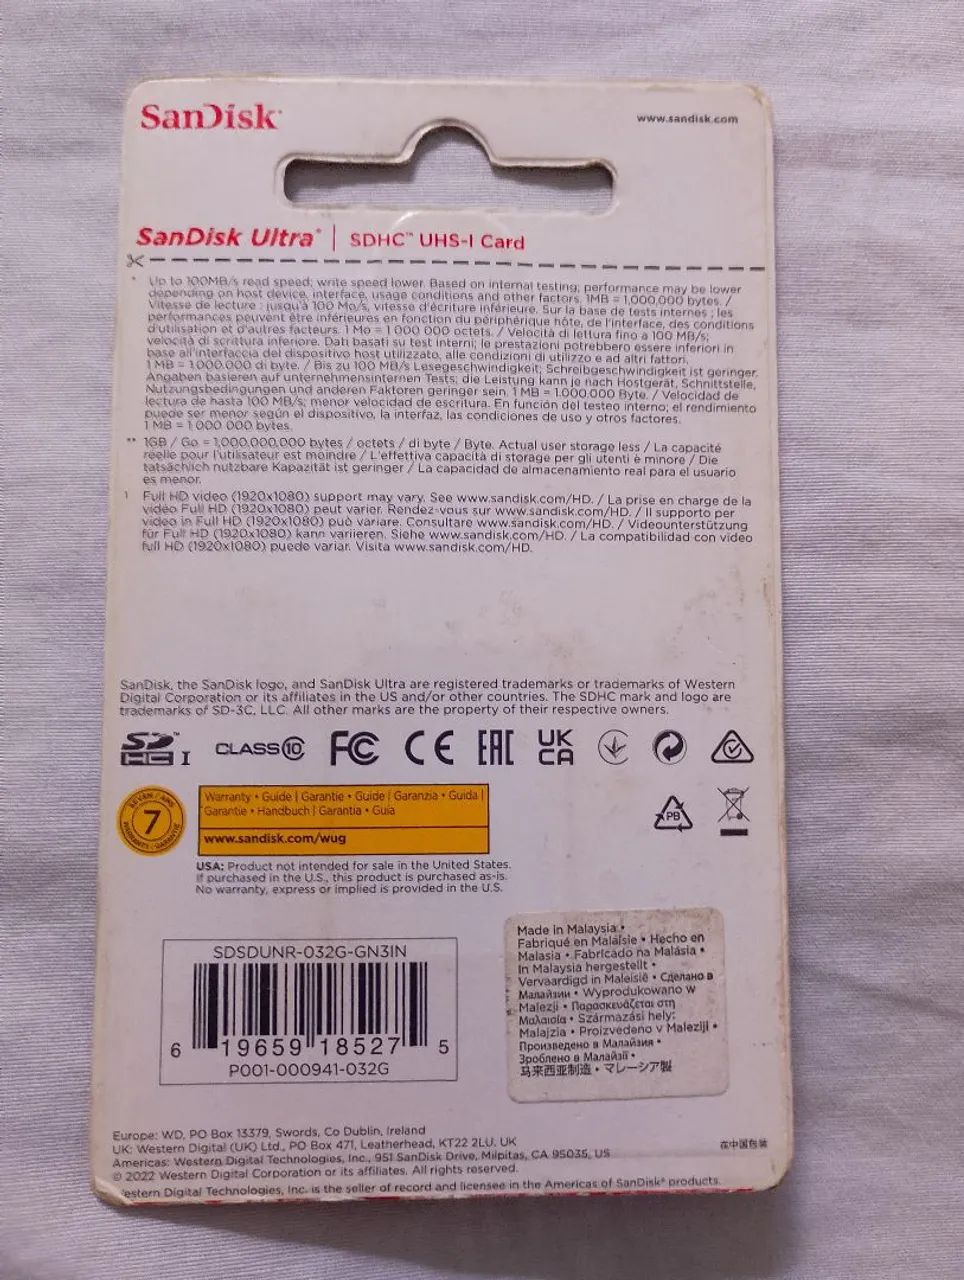 SanDisk®
www.sandisk.com
SanDisk Ultra® | SDHC™ UHS-I Card
* Up to 100MB/s read speed; write speed lower. Based on internal testing; performance may be lower
depending on host device, interface, usage conditions and other factors. 1MB = 1,000,000 bytes. /
Vitesse de lecture : jusqu'à 100 Mo/s, vitesse d'écriture inférieure. Sur la base de tests internes ; les
performances peuvent être inférieures en fonction du périphérique hôte, de l'interface, des conditions
d'utilisation et d'autres facteurs. 1 Mo = 1 000 000 octets. / Velocità di lettura fino a 100 MB/s;
velocità di scrittura inferiore. Dati basati su test interni; le prestazioni potrebbero essere inferiori in
base all'interfaccia del dispositivo host utilizzato, alle condizioni di utilizzo e ad altri fattori.
1 MB = 1.000.000 di byte. / Bis zu 100 MB/s Lesegeschwindigkeit; Schreibgeschwindigkeit ist geringer.
Angaben basieren auf unternehmensinternen Tests; die Leistung kann je nach Hostgerät, Schnittstelle,
Nutzungsbedingungen und anderen Faktoren geringer sein. 1 MB = 1.000.000 Byte. / Velocidad de
lectura de hasta 100 MB/s; menor velocidad de escritura. En función del testeo interno; el rendimiento
puede ser menor según el dispositivo, la interfaz, las condiciones de uso y otros factores.
1 MB = 1 000 000 bytes.
** 1GB / Go = 1,000,000,000 bytes / octets / di byte / Byte. Actual user storage less / La capacité
réelle pour l'utilisateur est moindre / L'effettiva capacità di storage per gli utenti è minore / Die
tatsächlich nutzbare Kapazität ist geringer / La capacidad de almacenamiento real para el usuario
es menor.
¹ Full HD video (1920x1080) support may vary. See www.sandisk.com/HD. / La prise en charge de la
vidéo Full HD (1920x1080) peut varier. Rendez-vous sur www.sandisk.com/HD. / Il supporto per
video in Full HD (1920x1080) può variare. Consultare www.sandisk.com/HD. / Videounterstützung
für Full HD (1920x1080) kann variieren. Siehe www.sandisk.com/HD. / La compatibilidad con video
full HD (1920x1080) puede variar. Visita www.sandisk.com/HD.
SanDisk, the SanDisk logo, and SanDisk Ultra are registered trademarks or trademarks of Western
Digital Corporation or its affiliates in the US and/or other countries. The SDHC mark and logo are
trademarks of SD-3C, LLC. All other marks are the property of their respective owners.
SD HC I CLASS 10 FC CE EAC UK CA
7
Warranty • Guide | Garantie • Guide | Garanzia • Guida |
Garantie • Handbuch | Garantía • Guía
www.sandisk.com/wug
PB
USA: Product not intended for sale in the United States.
If purchased in the U.S., this product is purchased as-is.
No warranty, express or implied is provided in the U.S.
SDSDUNR-032G-GN3IN
6 19659 18527 5
P001-000941-032G
Made in Malaysia •
Fabriqué en Malaisie • Hecho en
Malasia • Fabricado na Malásia •
In Malaysia hergestellt •
Vervaardigd in Maleisië • Сделано в
Малайзии • Wyprodukowano w
Malezji • Παρασκευάζεται στη
Μαλαισία • Származási hely:
Malajzia • Proizvedeno v Maleziji •
Произведено в Малайзия •
Зроблено в Малайзії •
马来西亚制造 • マレーシア製
Europe: WD, PO Box 13379, Swords, Co Dublin, Ireland
UK: Western Digital (UK) Ltd., PO Box 471, Leatherhead, KT22 2LU, UK
Americas: Western Digital Technologies, Inc., 951 SanDisk Drive, Milpitas, CA 95035, US
© 2022 Western Digital Corporation or its affiliates. All rights reserved.
Western Digital Technologies, Inc. is the seller of record and licensee in the Americas of SanDisk® products.
在中国包装